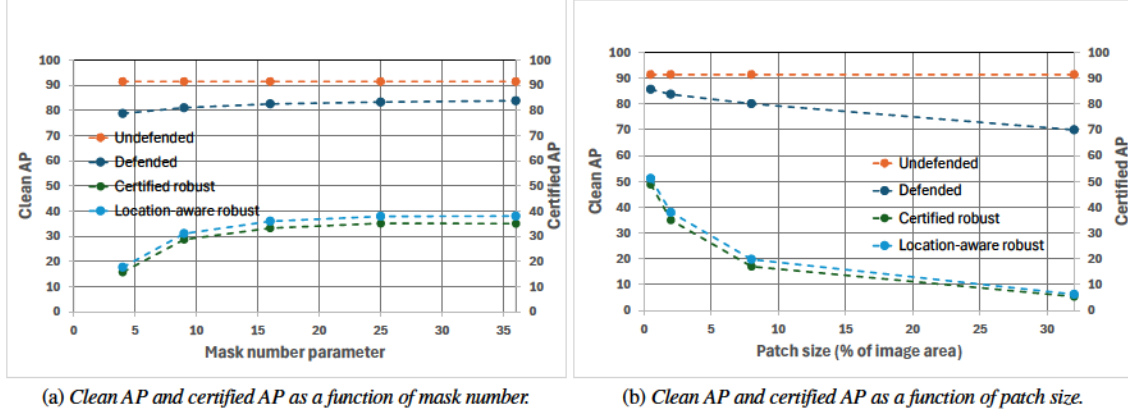 100 100
90 90
80 80
70 70
60 60
50 50
40 40
30 30
20 20
10 10
0 0
Clean AP
Certified AP
Undefended
Defended
Certified robust
Location-aware robust
0 5 10 15 20 25 30 35
Mask number parameter
(a) Clean AP and certified AP as a function of mask number.
100 100
90 90
80 80
70 70
60 60
50 50
40 40
30 30
20 20
10 10
0 0
Clean AP
Certified AP
Undefended
Defended
Certified robust
Location-aware robust
0 5 10 15 20 25 30
Patch size (% of image area)
(b) Clean AP and certified AP as a function of patch size.